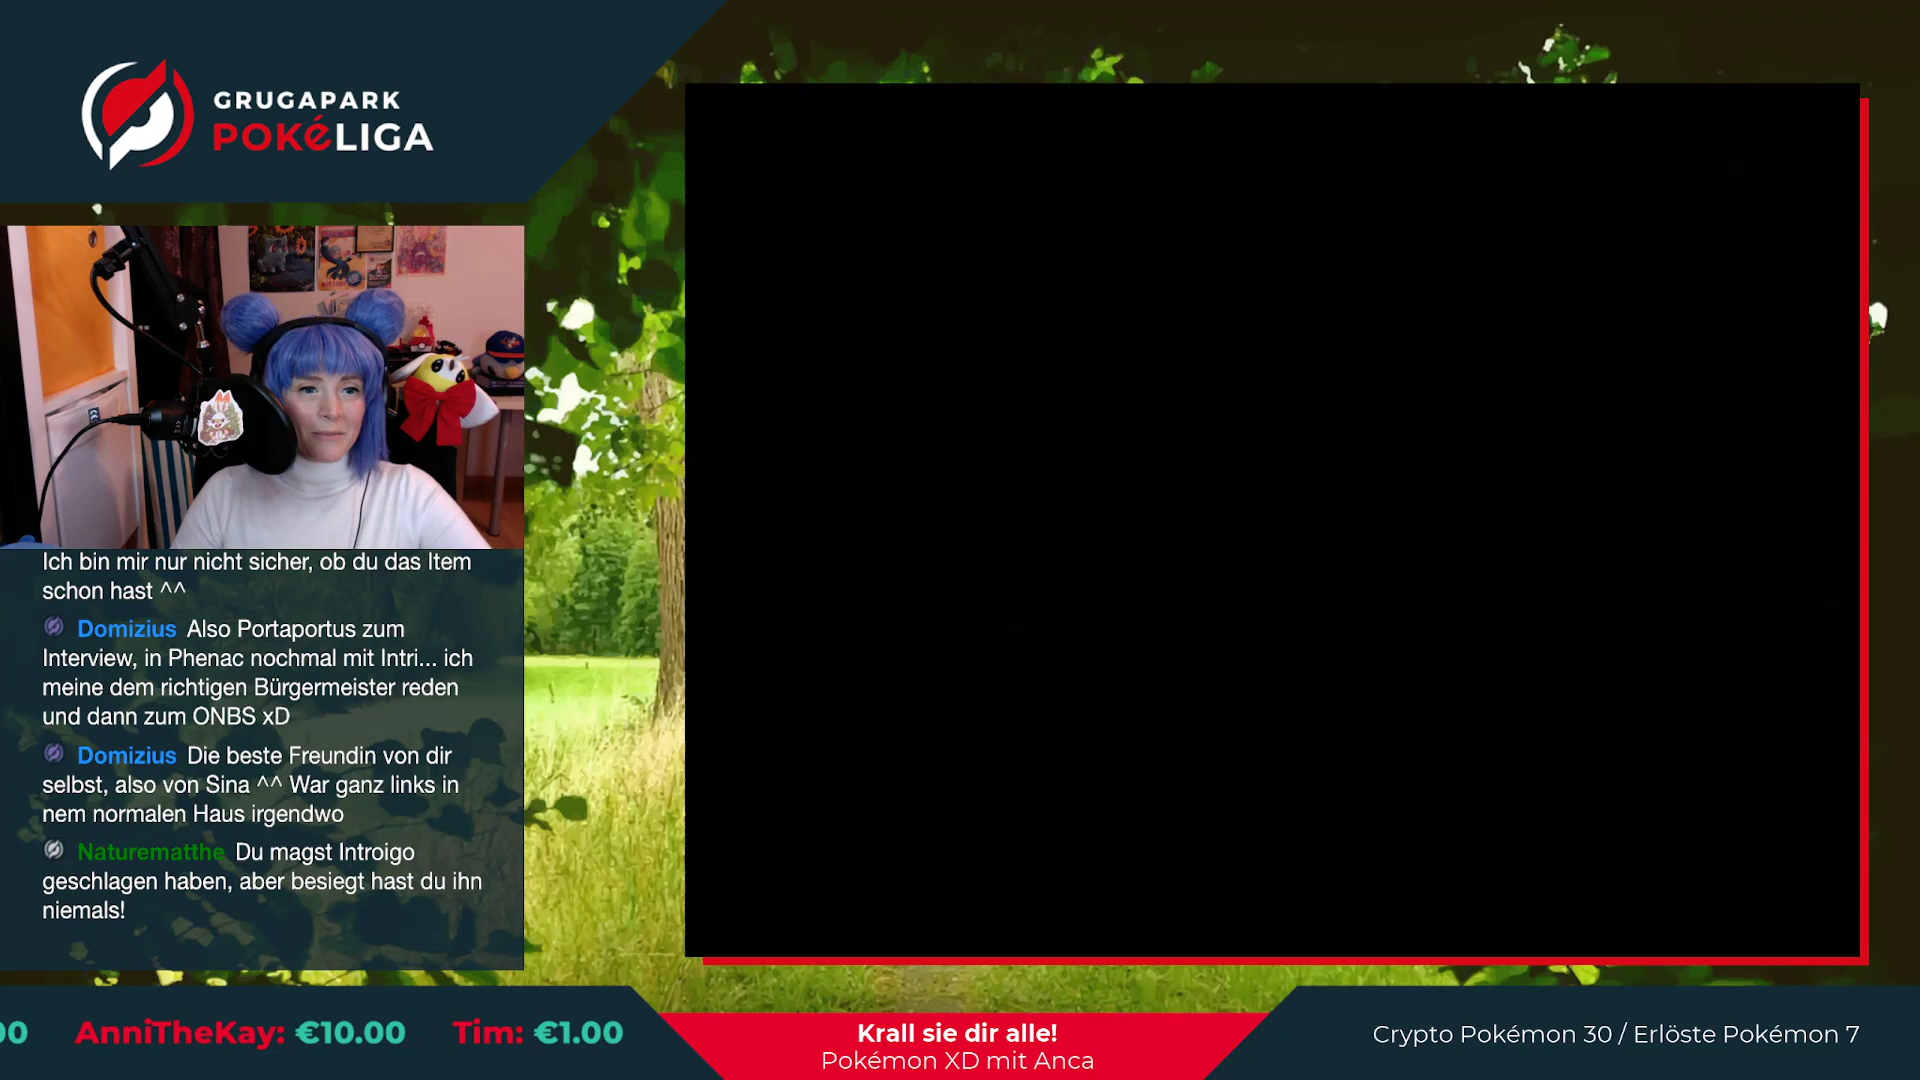 GRUGAPARK
POKéLIGA
Ich bin mir nur nicht sicher, ob du das Item
schon hast ^^
Domizius Also Portaportus zum
Interview, in Phenac nochmal mit Intri... ich
meine dem richtigen Bürgermeister reden
und dann zum ONBS xD
Domizius Die beste Freundin von dir
selbst, also von Sina ^^ War ganz links in
nem normalen Haus irgendwo
Naturematthe Du magst Introigo
geschlagen haben, aber besiegt hast du ihn
niemals!
00 AnniTheKay: €10.00 Tim: €1.00
Krall sie dir alle!
Pokémon XD mit Anca
Crypto Pokémon 30 / Erlöste Pokémon 7